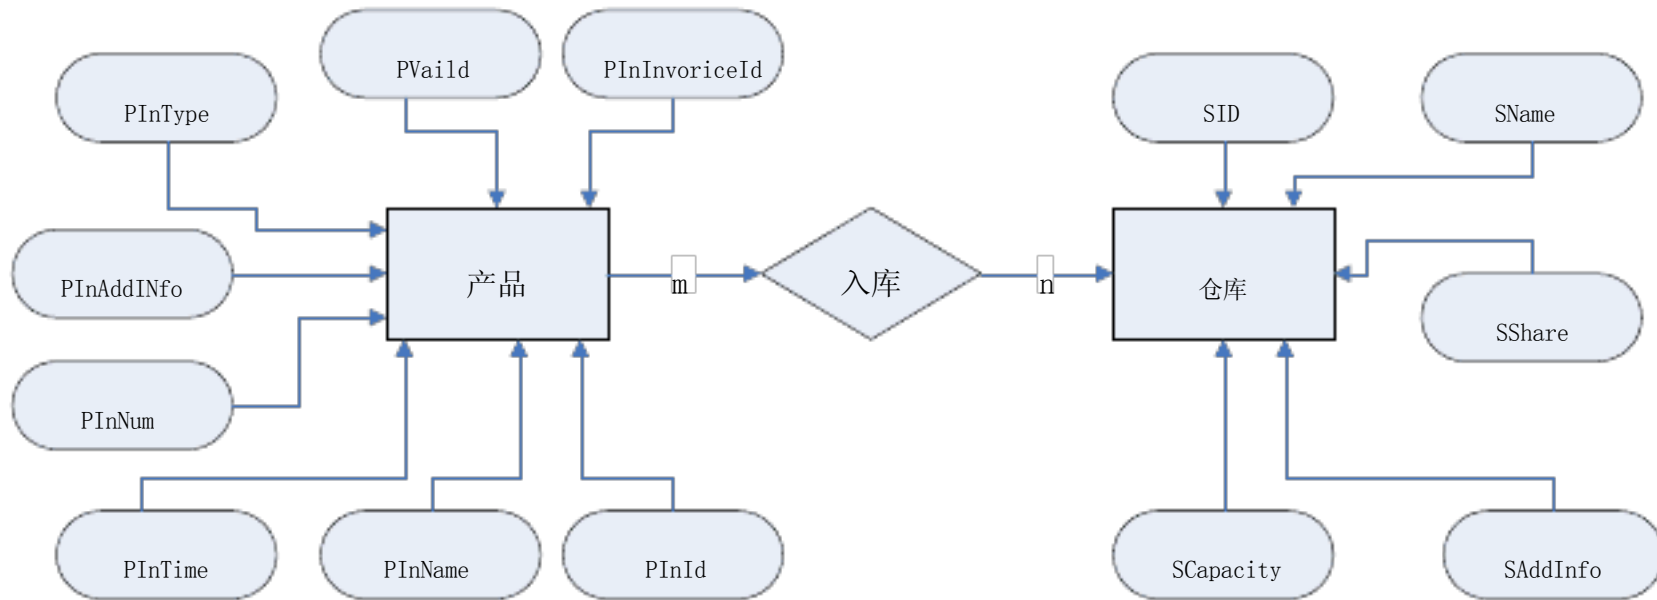 PVaild
PInInvoriceId
PInType
SID
SName
产品
m
入库
n
仓库
PInAddINfo
SShare
PInNum
PInTime
PInName
PInId
SCapacity
SAddInfo